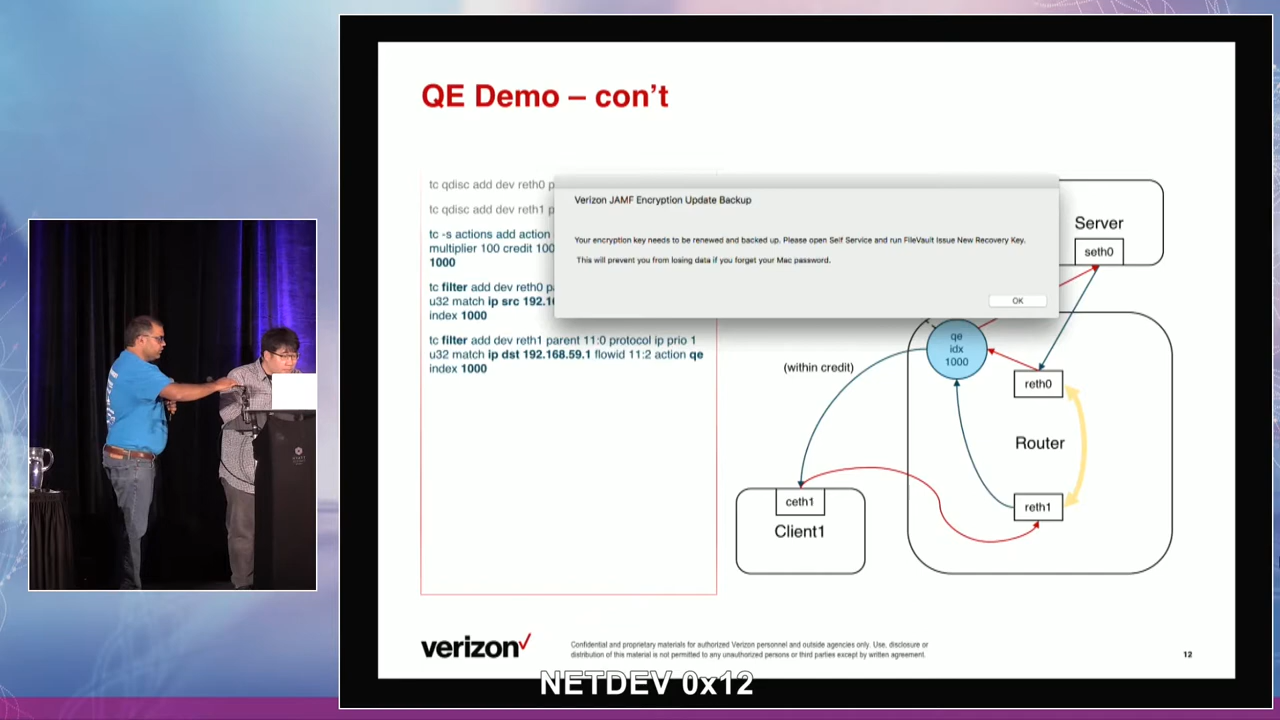 QE Demo – con't
tc qdisc add dev reth0 p
tc qdisc add dev reth1 p
tc -s actions add action
multiplier 100 credit 100
1000
tc filter add dev reth0 pa
u32 match ip src 192.16
index 1000
tc filter add dev reth1 parent 11:0 protocol ip prio 1
u32 match ip dst 192.168.59.1 flowid 11:2 action qe
index 1000
Verizon JAMF Encryption Update Backup
Your encryption key needs to be renewed and backed up. Please open Self Service and run FileVault Issue New Recovery Key.
This will prevent you from losing data if you forget your Mac password.
OK
Server
seth0
qe
idx
1000
(within credit)
reth0
Router
reth1
ceth1
Client1
verizon
Confidential and proprietary materials for authorized Verizon personnel and outside agencies only. Use, disclosure or
distribution of this material is not permitted to any unauthorized persons or third parties except by written agreement.
12
NETDEV 0x12